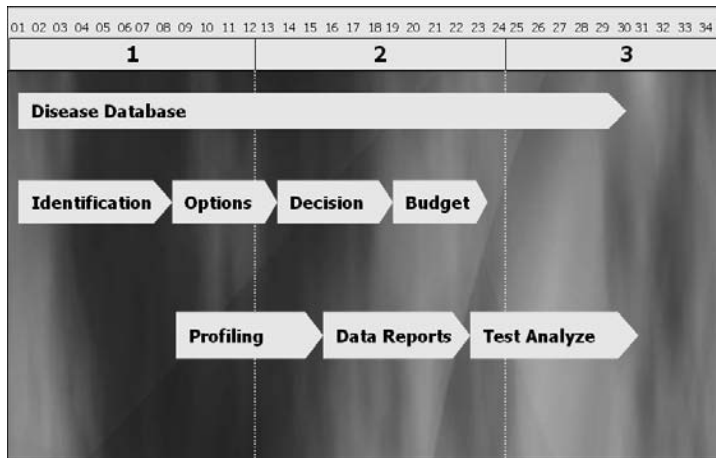 01 02 03 04 05 06 07 08 09 10 11 12 13 14 15 16 17 18 19 20 21 22 23 24 25 26 27 28 29 30 31 32 33 34
1 2 3
Disease Database
Identification Options Decision Budget
Profiling Data Reports Test Analyze